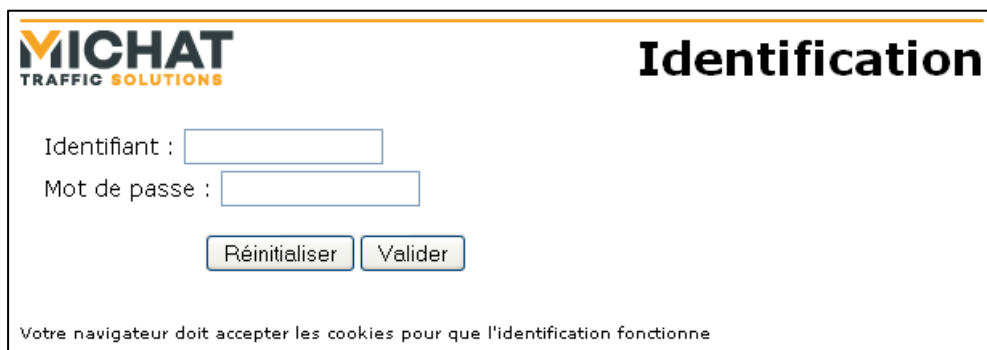 MICHAT
TRAFFIC SOLUTIONS
Identification
Identifiant :
Mot de passe :
Réinitialiser Valider
Votre navigateur doit accepter les cookies pour que l'identification fonctionne